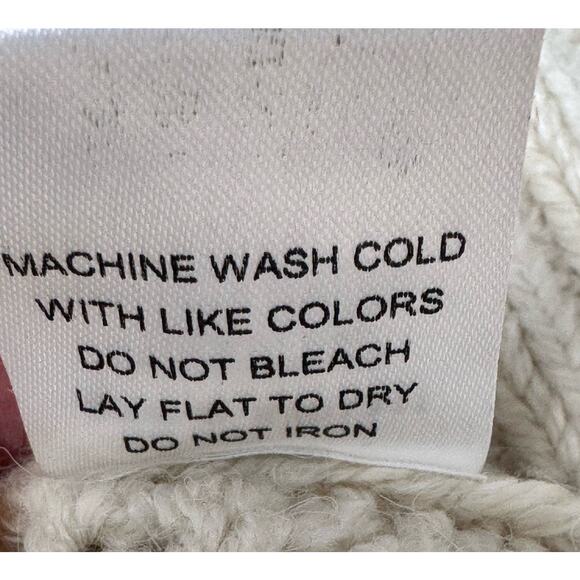 MACHINE WASH COLD
WITH LIKE COLORS
DO NOT BLEACH
LAY FLAT TO DRY
DO NOT IRON